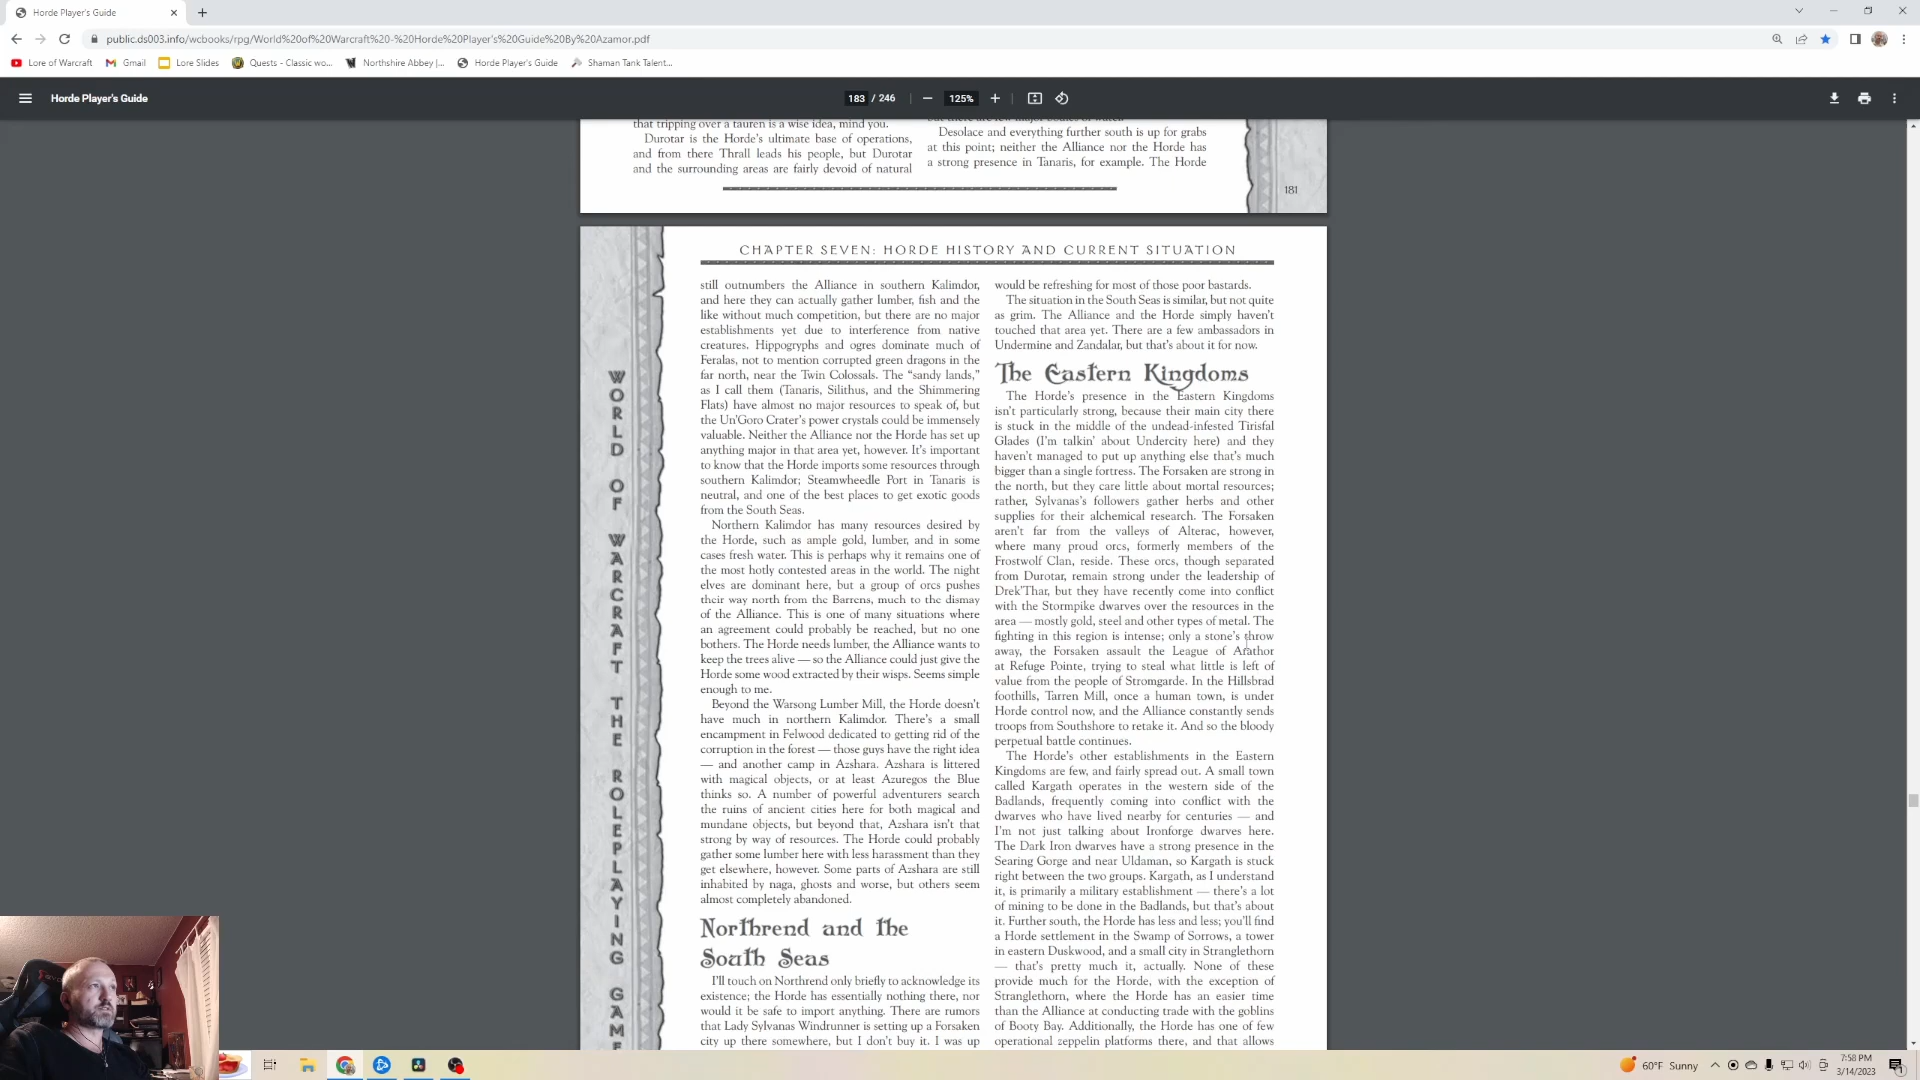 Horde Player's Guide
public.ds003.info/wcbooks/rpg/World%20of%20Warcraft%20-%20Horde%20Player's%20Guide%20By%20Azamor.pdf
Lore of Warcraft
Gmail
Lore Slides
Quests - Classic wo...
Northshire Abbey |...
Horde Player's Guide
Shaman Tank Talent...
Horde Player's Guide
183 / 246
125%
that tripping over a tauren is a wise idea, mind you.
Durotar is the Horde's ultimate base of operations,
and from there Thrall leads his people, but Durotar
and the surrounding areas are fairly devoid of natural
but there are few major bodies of water.
Desolace and everything further south is up for grabs
at this point; neither the Alliance nor the Horde has
a strong presence in Tanaris, for example. The Horde
181
CHAPTER SEVEN: HORDE HISTORY AND CURRENT SITUATION
WORLD OF WARCRAFT THE ROLEPLAYING GAME
still outnumbers the Alliance in southern Kalimdor,
and here they can actually gather lumber, fish and the
like without much competition, but there are no major
establishments yet due to interference from native
creatures. Hippogryphs and ogres dominate much of
Feralas, not to mention corrupted green dragons in the
far north, near the Twin Colossals. The “sandy lands,”
as I call them (Tanaris, Silithus, and the Shimmering
Flats) have almost no major resources to speak of, but
the Un'Goro Crater's power crystals could be immensely
valuable. Neither the Alliance nor the Horde has set up
anything major in that area yet, however. It's important
to know that the Horde imports some resources through
southern Kalimdor; Steamwheedle Port in Tanaris is
neutral, and one of the best places to get exotic goods
from the South Seas.
Northern Kalimdor has many resources desired by
the Horde, such as ample gold, lumber, and in some
cases fresh water. This is perhaps why it remains one of
the most hotly contested areas in the world. The night
elves are dominant here, but a group of orcs pushes
their way north from the Barrens, much to the dismay
of the Alliance. This is one of many situations where
an agreement could probably be reached, but no one
bothers. The Horde needs lumber, the Alliance wants to
keep the trees alive — so the Alliance could just give the
Horde some wood extracted by their wisps. Seems simple
enough to me.
Beyond the Warsong Lumber Mill, the Horde doesn't
have much in northern Kalimdor. There's a small
encampment in Felwood dedicated to getting rid of the
corruption in the forest — those guys have the right idea
— and another camp in Azshara. Azshara is littered
with magical objects, or at least Azuregos the Blue
thinks so. A number of powerful adventurers search
the ruins of ancient cities here for both magical and
mundane objects, but beyond that, Azshara isn't that
strong by way of resources. The Horde could probably
gather some lumber here with less harassment than they
get elsewhere, however. Some parts of Azshara are still
inhabited by naga, ghosts and worse, but others seem
almost completely abandoned.
Northrend and the
South Seas
I'll touch on Northrend only briefly to acknowledge its
existence; the Horde has essentially nothing there, nor
would it be safe to import anything. There are rumors
that Lady Sylvanas Windrunner is setting up a Forsaken
city up there somewhere, but I don't buy it. I was up
would be refreshing for most of those poor bastards.
The situation in the South Seas is similar, but not quite
as grim. The Alliance and the Horde simply haven't
touched that area yet. There are a few ambassadors in
Undermine and Zandalar, but that's about it for now.
The Eastern Kingdoms
The Horde's presence in the Eastern Kingdoms
isn't particularly strong, because their main city there
is stuck in the middle of the undead-infested Tirisfal
Glades (I'm talkin' about Undercity here) and they
haven't managed to put up anything else that's much
bigger than a single fortress. The Forsaken are strong in
the north, but they care little about mortal resources;
rather, Sylvanas's followers gather herbs and other
supplies for their alchemical research. The Forsaken
aren't far from the valleys of Alterac, however,
where many proud orcs, formerly members of the
Frostwolf Clan, reside. These orcs, though separated
from Durotar, remain strong under the leadership of
Drek'Thar, but they have recently come into conflict
with the Stormpike dwarves over the resources in the
area — mostly gold, steel and other types of metal. The
fighting in this region is intense; only a stone's throw
away, the Forsaken assault the League of Arathor
at Refuge Pointe, trying to steal what little is left of
value from the people of Stromgarde. In the Hillsbrad
foothills, Tarren Mill, once a human town, is under
Horde control now, and the Alliance constantly sends
troops from Southshore to retake it. And so the bloody
perpetual battle continues.
The Horde's other establishments in the Eastern
Kingdoms are few, and fairly spread out. A small town
called Kargath operates in the western side of the
Badlands, frequently coming into conflict with the
dwarves who have lived nearby for centuries — and
I'm not just talking about Ironforge dwarves here.
The Dark Iron dwarves have a strong presence in the
Searing Gorge and near Uldaman, so Kargath is stuck
right between the two groups. Kargath, as I understand
it, is primarily a military establishment — there's a lot
of mining to be done in the Badlands, but that's about
it. Further south, the Horde has less and less; you'll find
a Horde settlement in the Swamp of Sorrows, a tower
in eastern Duskwood, and a small city in Stranglethorn
— that's pretty much it, actually. None of these
provide much for the Horde, with the exception of
Stranglethorn, where the Horde has an easier time
than the Alliance at conducting trade with the goblins
of Booty Bay. Additionally, the Horde has one of few
operational zeppelin platforms there, and that allows
60°F Sunny
7:58 PM
3/14/2023